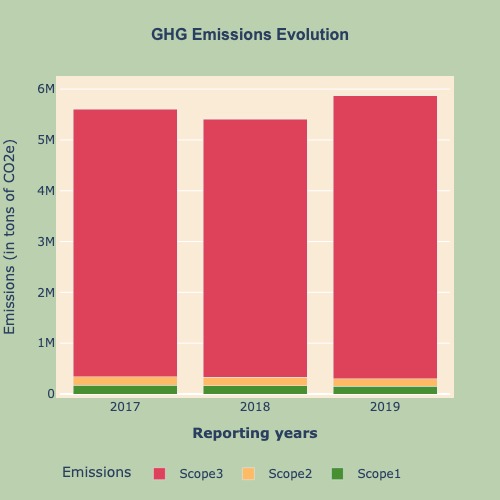 GHG Emissions Evolution
Emissions (in tons of CO2e)
6M
5M
4M
3M
2M
1M
0
2017 2018 2019
Reporting years
Emissions Scope3 Scope2 Scope1